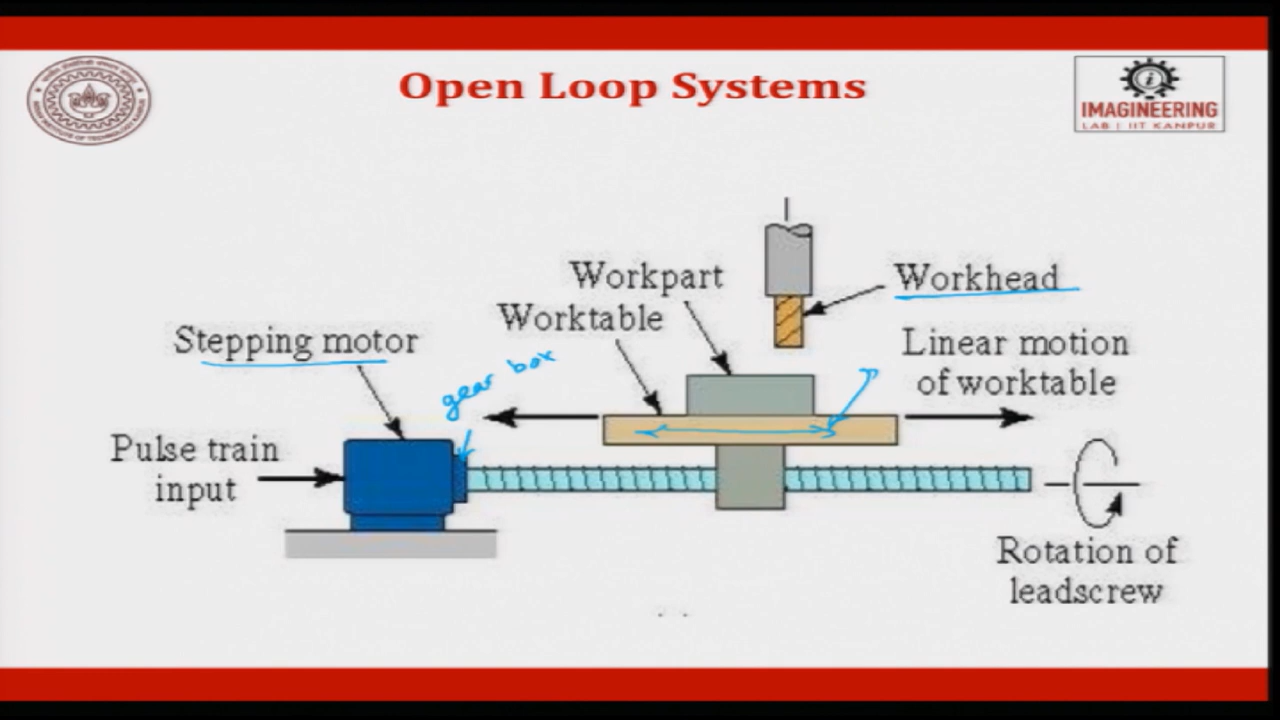 Open Loop Systems
IMAGINEERING
LAB | IIT KANPUR
Workpart
Worktable
Workhead
Stepping motor
gear box
Linear motion
of worktable
Pulse train
input
Rotation of
leadscrew